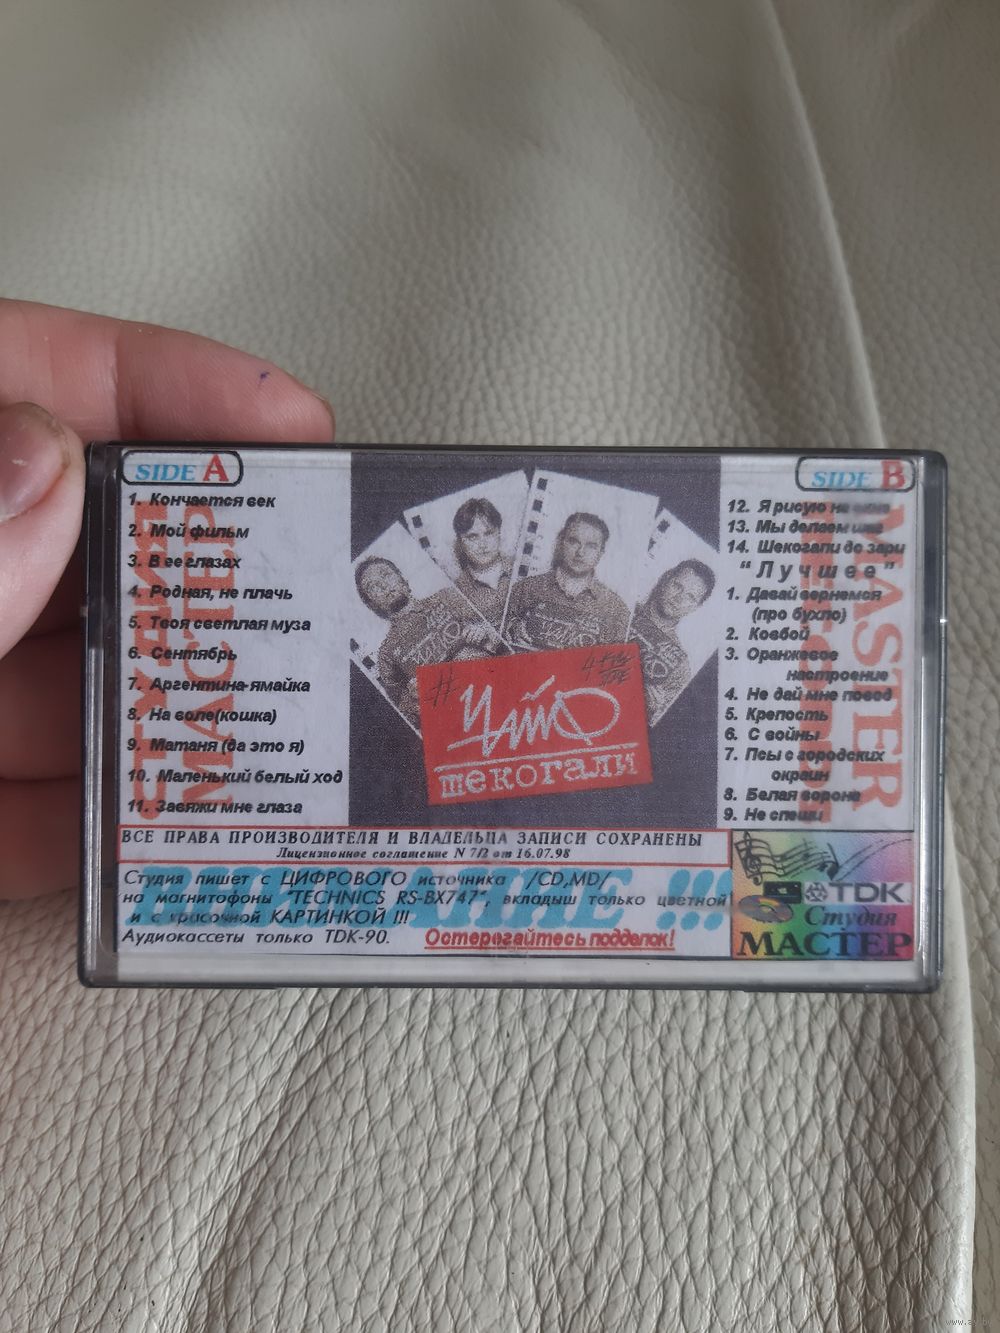 SIDE A
1. Кончается век
2. Мой фильм
3. В ее глазах
4. Родная, не плачь
5. Твоя светлая муза
6. Сентябрь
7. Аргентина-ямайка
8. На воле(кошка)
9. Матаня (да это я)
10. Маленький белый ход
11. Завяжи мне глаза
СТУДИЯ
МАСТЕР
#
Чайф
шекогали
SIDE B
12. Я рисую на
13. Мы делаем
14. Шекогали до зари
"Лучшее"
1. Давай вернемся
(про бухло)
2. Ковбой
3. Оранжевое
настроение
4. Не дай мне повод
5. Крепость
6. С войны
7. Псы с городских
окраин
8. Белая ворона
9. Не спеши
MASTER
ВСЕ ПРАВА ПРОИЗВОДИТЕЛЯ И ВЛАДЕЛЬЦА ЗАПИСИ СОХРАНЕНЫ
Лицензионное соглашение N 7/2 от 16.07.98
Студия пишет с ЦИФРОВОГО источника /CD,MD/
на магнитофоны "TECHNICS RS-BX747", вкладыш только цветной
и с красочной КАРТИНКОЙ !!!
Аудиокассеты только TDK-90. Остерегайтесь подделок!
!!!
TDK
Студия
МАСТЕР